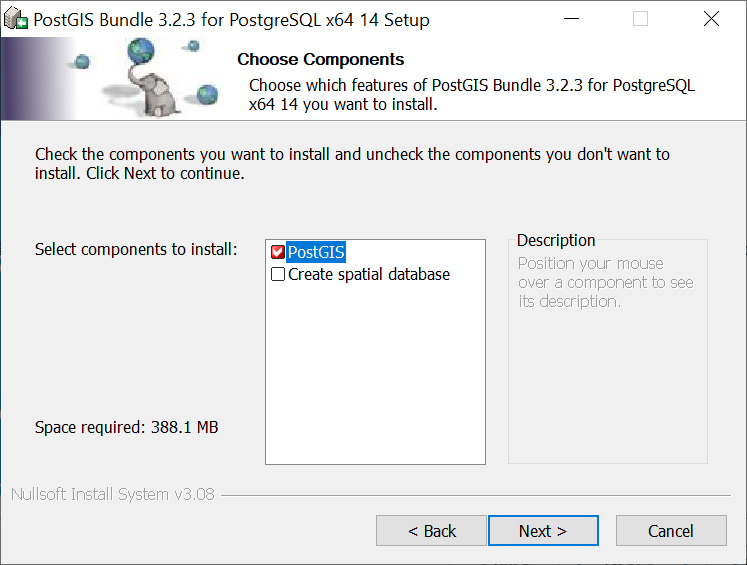 PostGIS Bundle 3.2.3 for PostgreSQL x64 14 Setup
Choose Components
Choose which features of PostGIS Bundle 3.2.3 for PostgreSQL
x64 14 you want to install.
Check the components you want to install and uncheck the components you don't want to
install. Click Next to continue.
Select components to install:
PostGIS
Create spatial database
Description
Position your mouse
over a component to see
its description.
Space required: 388.1 MB
Nullsoft Install System v3.08
< Back
Next >
Cancel